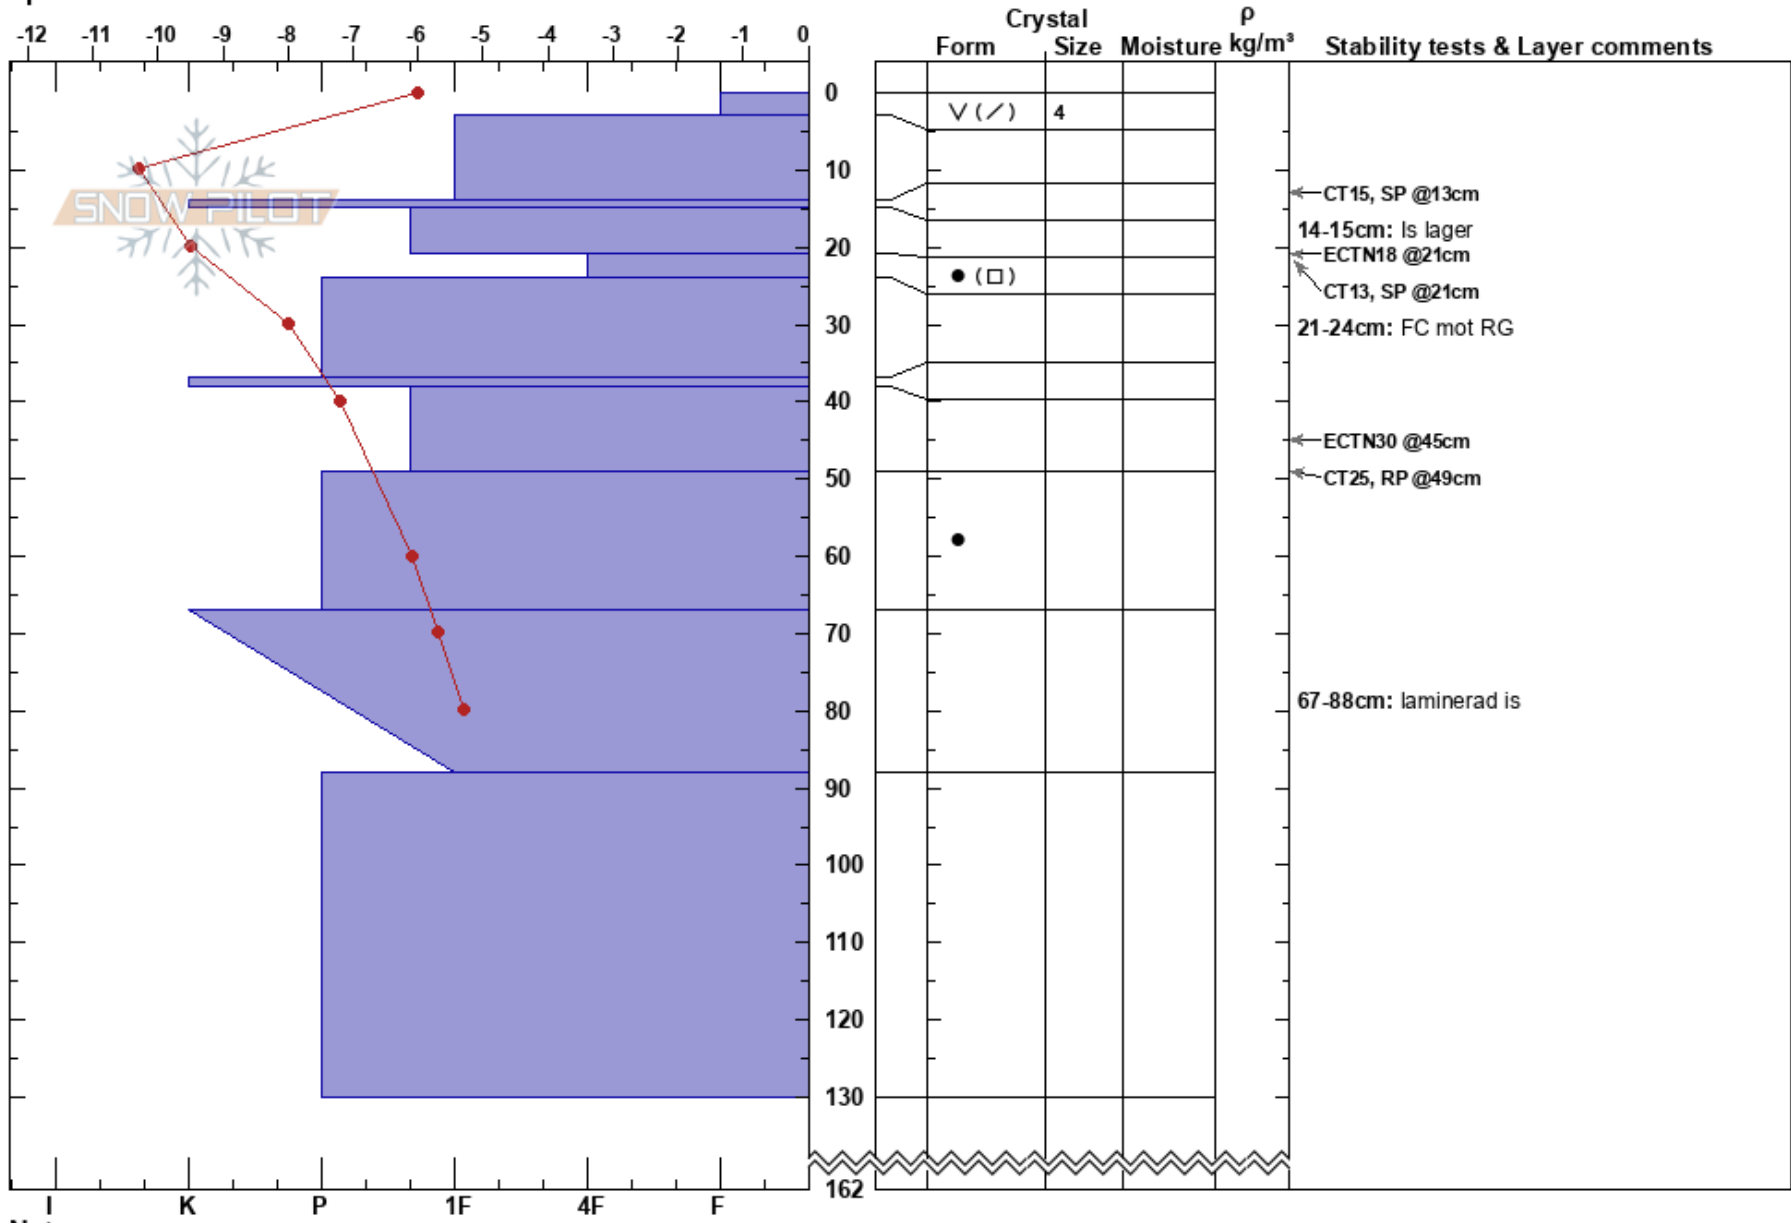 Crystal ρ
-12 -11 -10 -9 -8 -7 -6 -5 -4 -3 -2 -1 0 Form Size Moisture kg/m³ Stability tests & Layer comments
0
V (/) 4
10
CT15, SP @13cm
SNOW PILOT
14-15cm: Is lager
20
ECTN18 @21cm
● (□)
CT13, SP @21cm
30
21-24cm: FC mot RG
40
ECTN30 @45cm
50
CT25, RP @49cm
●
60
70
67-88cm: laminerad is
80
90
100
110
120
130
162
I K P 1F 4F F